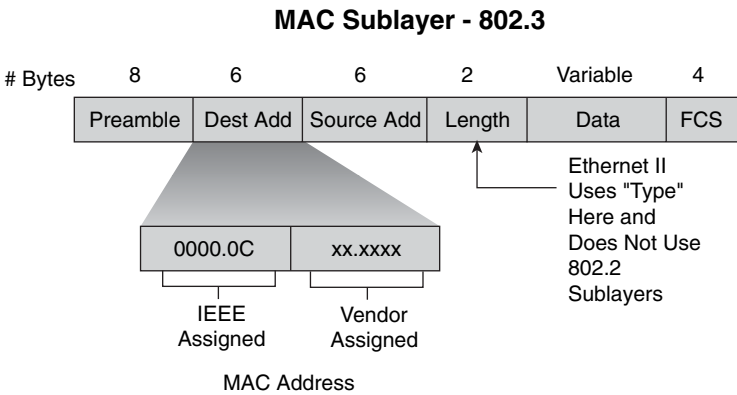 MAC Sublayer - 802.3
# Bytes 8 6 6 2 Variable 4
Preamble Dest Add Source Add Length Data FCS
Ethernet II
Uses "Type"
Here and
Does Not Use
802.2
Sublayers
0000.0C xx.xxxx
IEEE
Assigned
Vendor
Assigned
MAC Address